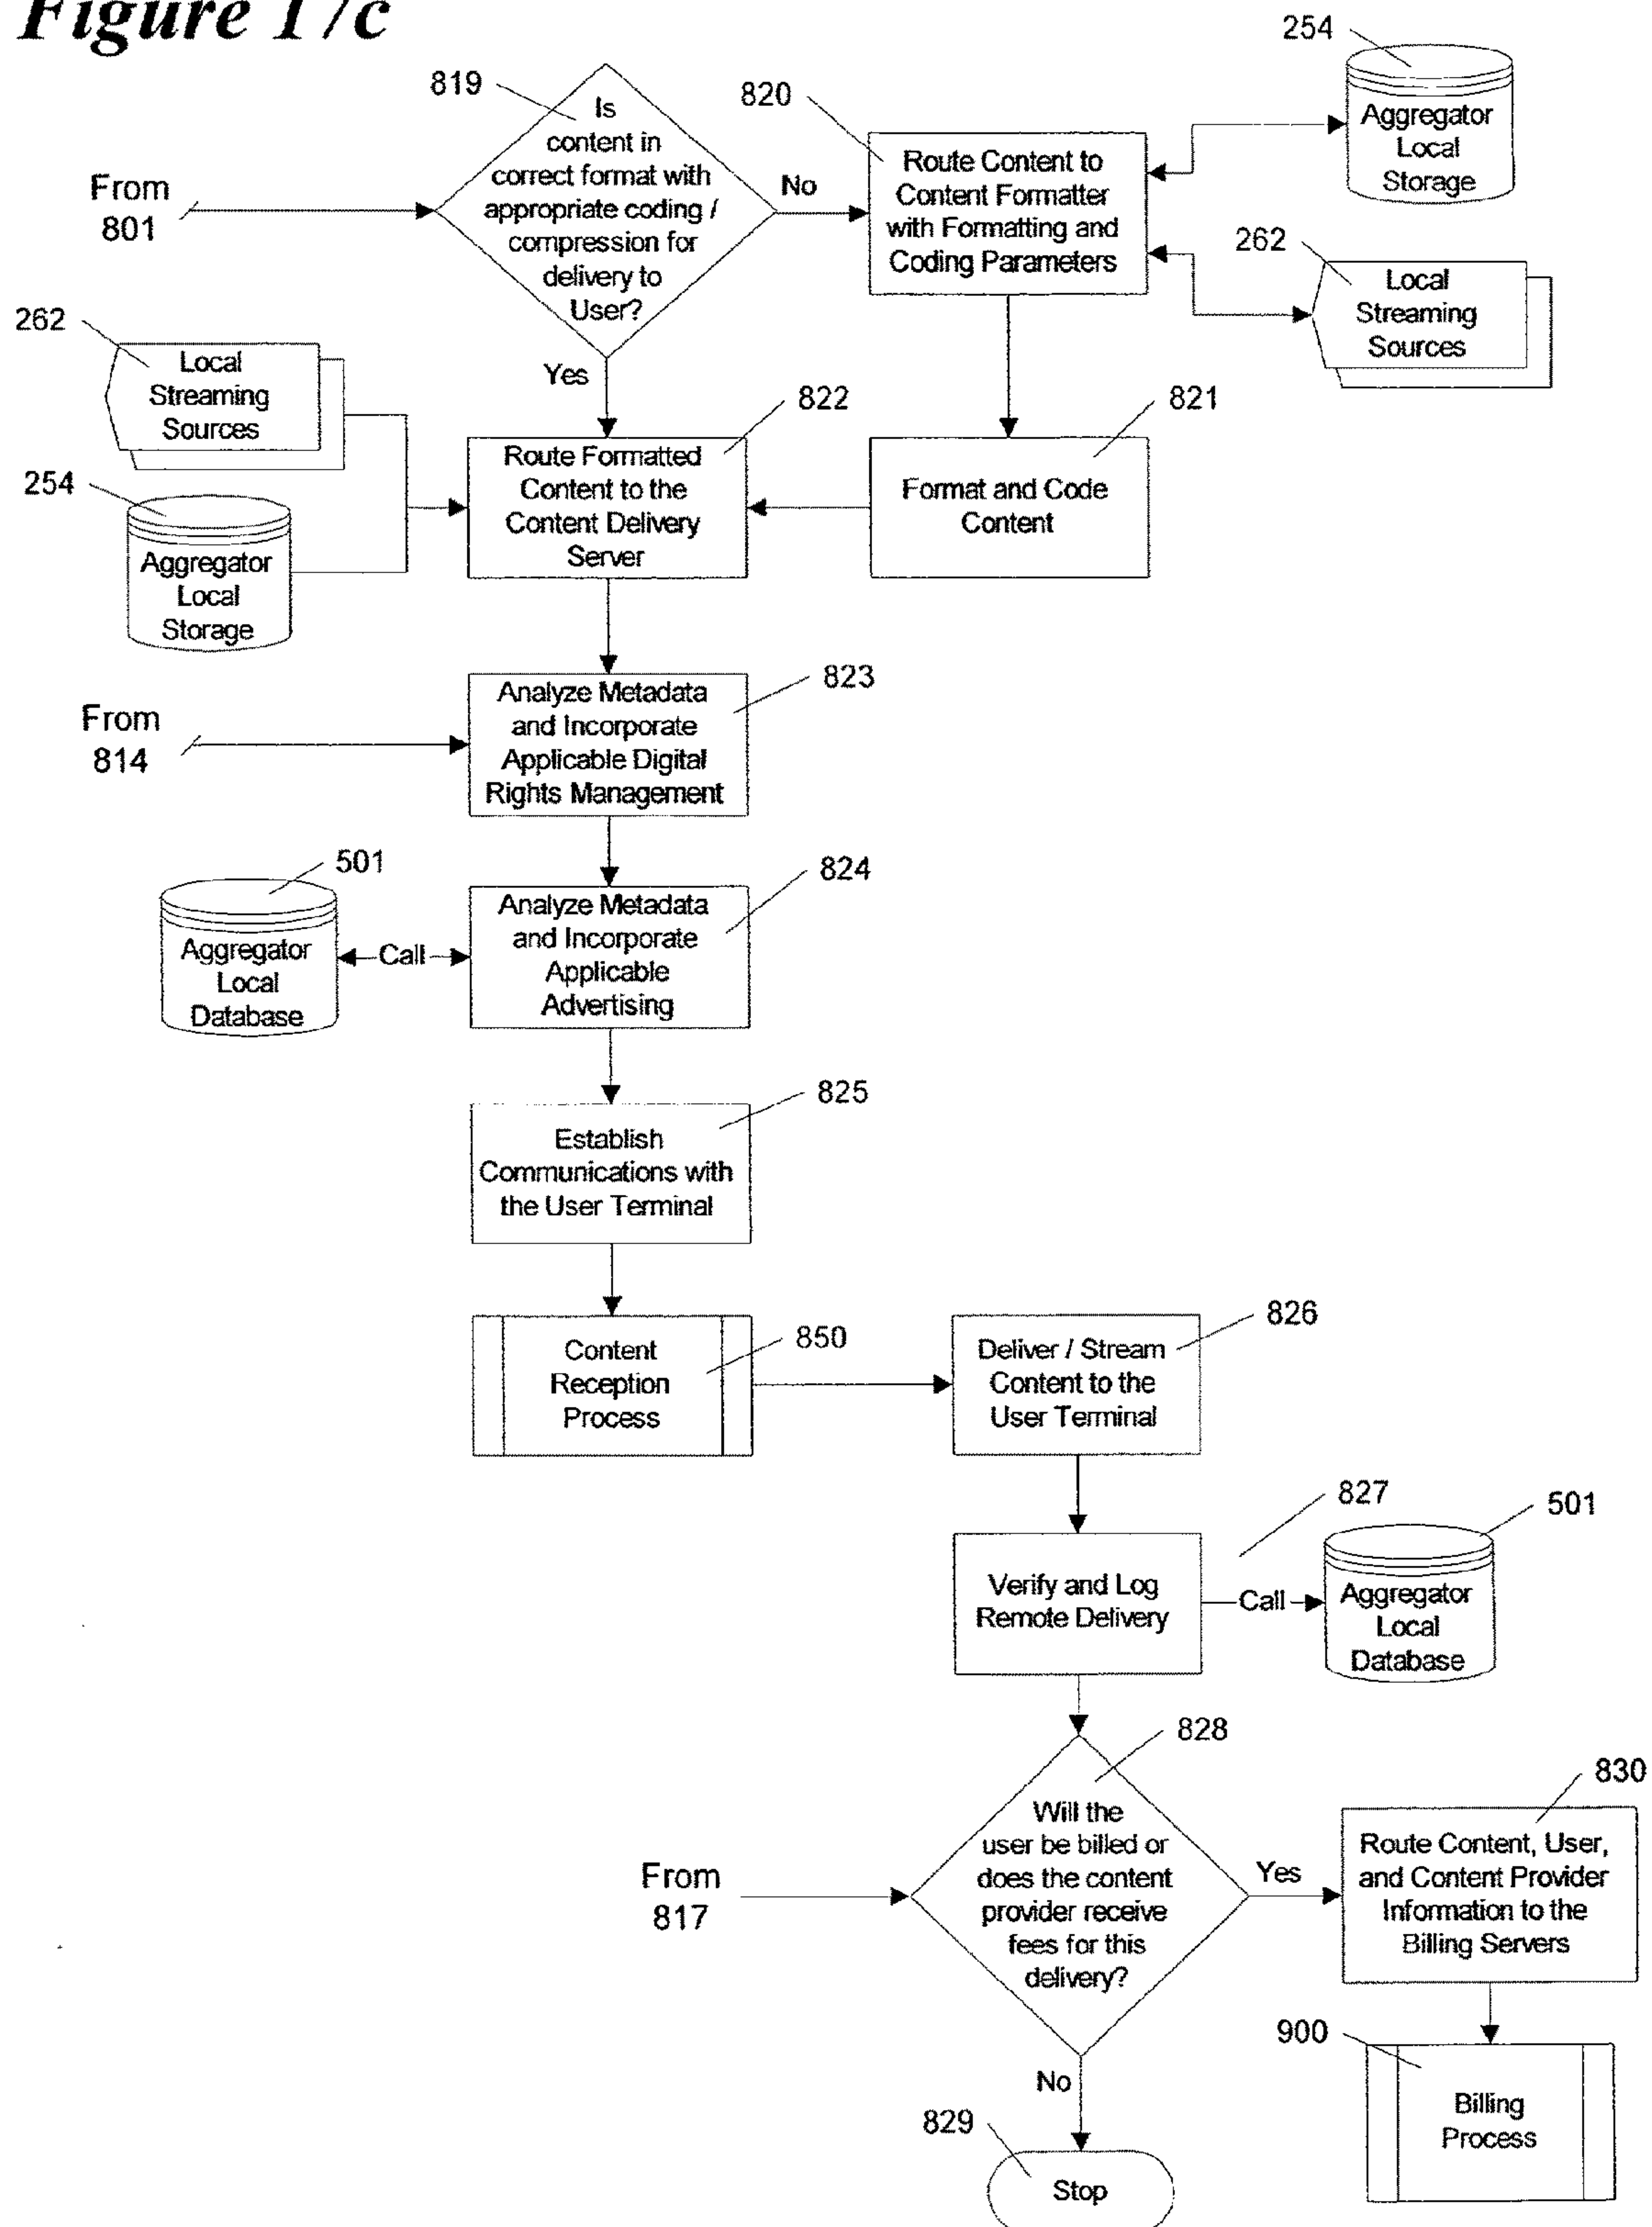 Figure 17c
254
819
820
Is
content in
correct format with
appropriate coding /
compression for
delivery to
User?
Aggregator
Local
Storage
Route Content to
Content Formatter
with Formatting and
Coding Parameters
No
From
801
262
Local
Streaming
Sources
262
Local
Streaming
Sources
Yes
822
821
Route Formatted
Content to the
Content Delivery
Server
Format and Code
Content
254
Aggregator
Local
Storage
823
Analyze Metadata
and Incorporate
Applicable Digital
Rights Management
From
814
501
824
Analyze Metadata
and Incorporate
Applicable
Advertising
Aggregator
Local
Database
Call
825
Establish
Communications with
the User Terminal
826
850
Content
Reception
Process
Deliver / Stream
Content to the
User Terminal
827
501
Verify and Log
Remote Delivery
Call
Aggregator
Local
Database
828
830
Will the
user be billed or
does the content
provider receive
fees for this
delivery?
Route Content, User,
and Content Provider
Information to the
Billing Servers
From
817
Yes
900
No
Billing
Process
829
Stop